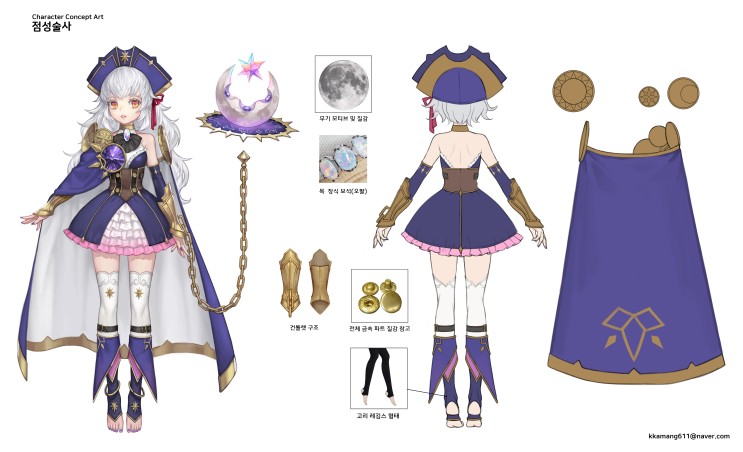 Character Concept Art
점성술사
무기 모티브 및 질감
목 장식 보석(오팔)
건틀렛 구조
전체 금속 파트 질감 참고
고리 레깅스 형태
kkamang611@naver.com